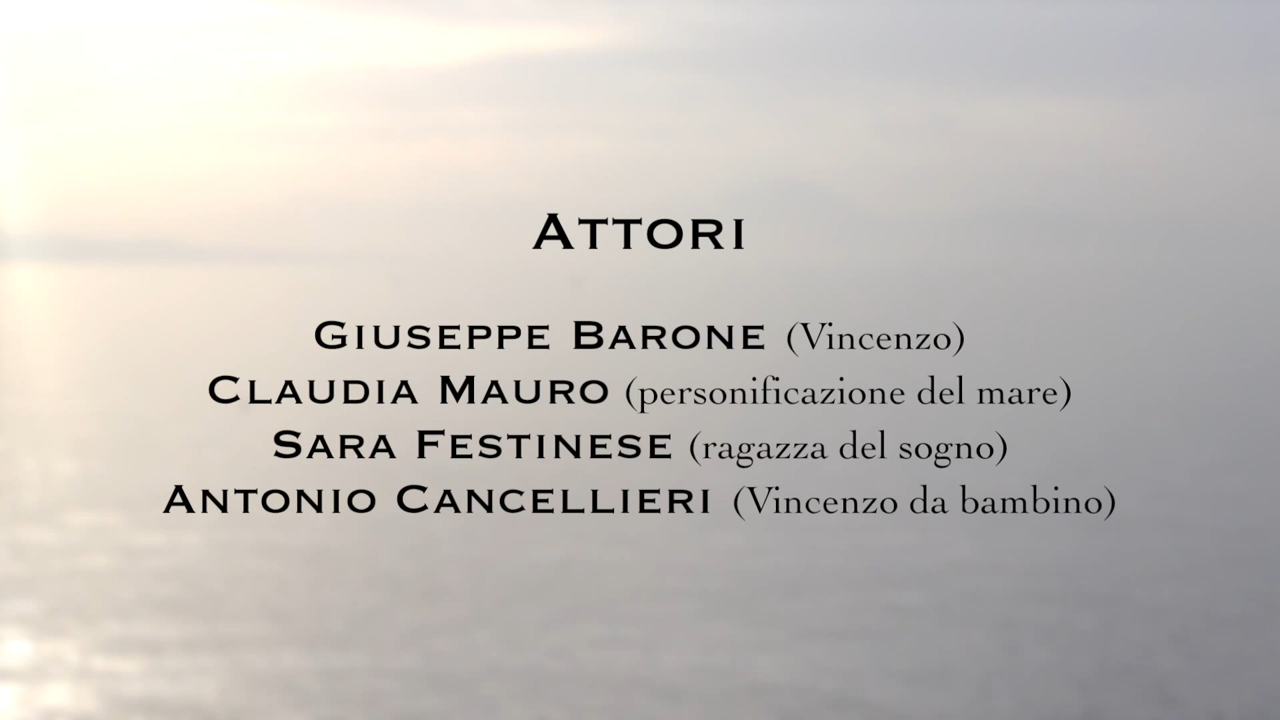 ATTORI
GIUSEPPE BARONE (Vincenzo)
CLAUDIA MAURO (personificazione del mare)
SARA FESTINESE (ragazza del sogno)
ANTONIO CANCELLIERI (Vincenzo da bambino)